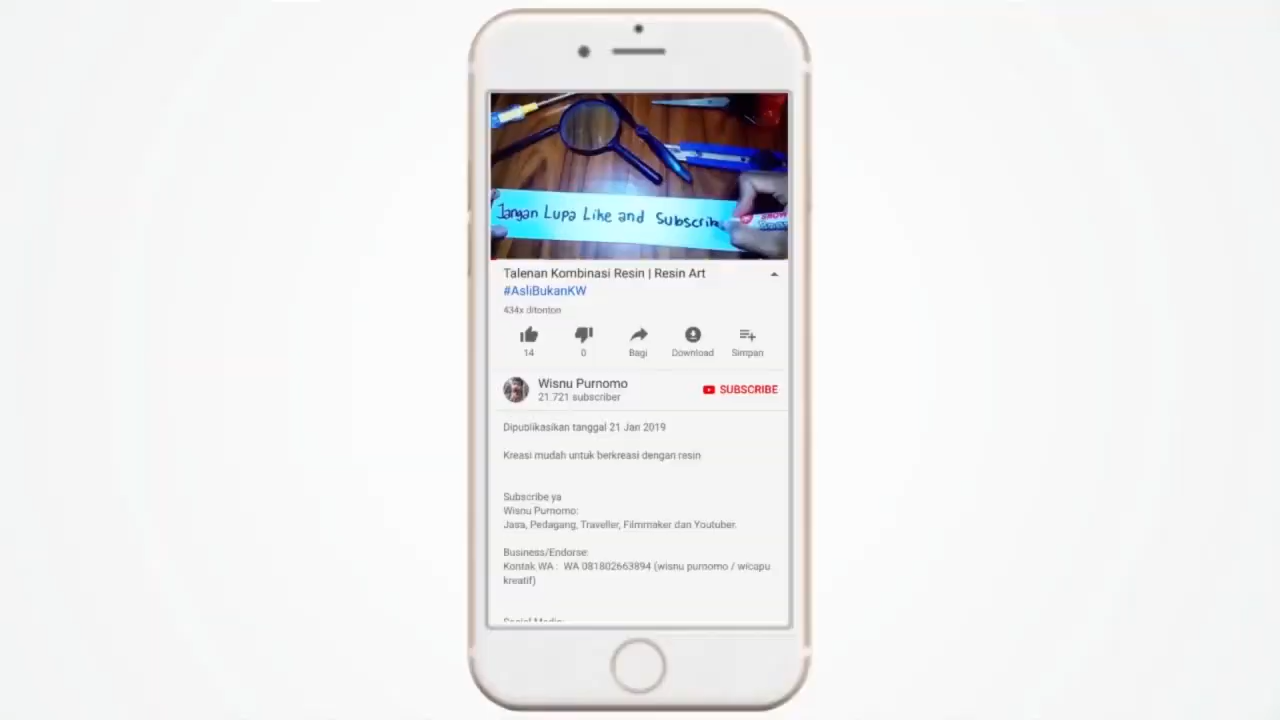 Jangan Lupa Like and Subscrib
Talenan Kombinasi Resin | Resin Art
#AsliBukanKW
434x ditonton
14
0
Bagi
Download
Simpan
Wisnu Purnomo
21.721 subscriber
SUBSCRIBE
Dipublikasikan tanggal 21 Jan 2019
Kreasi mudah untuk berkreasi dengan resin
Subscribe ya
Wisnu Purnomo:
Jasa, Pedagang, Traveller, Filmmaker dan Youtuber.
Business/Endorse:
Kontak WA : WA 081802663894 (wisnu purnomo / wicapu
kreatif)